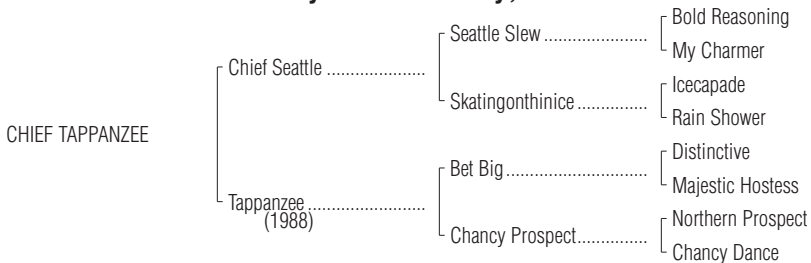 Bold Reasoning
Seattle Slew ......................
My Charmer
Chief Seattle .....................
Icecapade
Skatingonthinice ...............
Rain Shower
CHIEF TAPPANZEE
Distinctive
Bet Big ..............................
Majestic Hostess
Tappanzee .........................
(1988)
Northern Prospect
Chancy Prospect...............
Chancy Dance